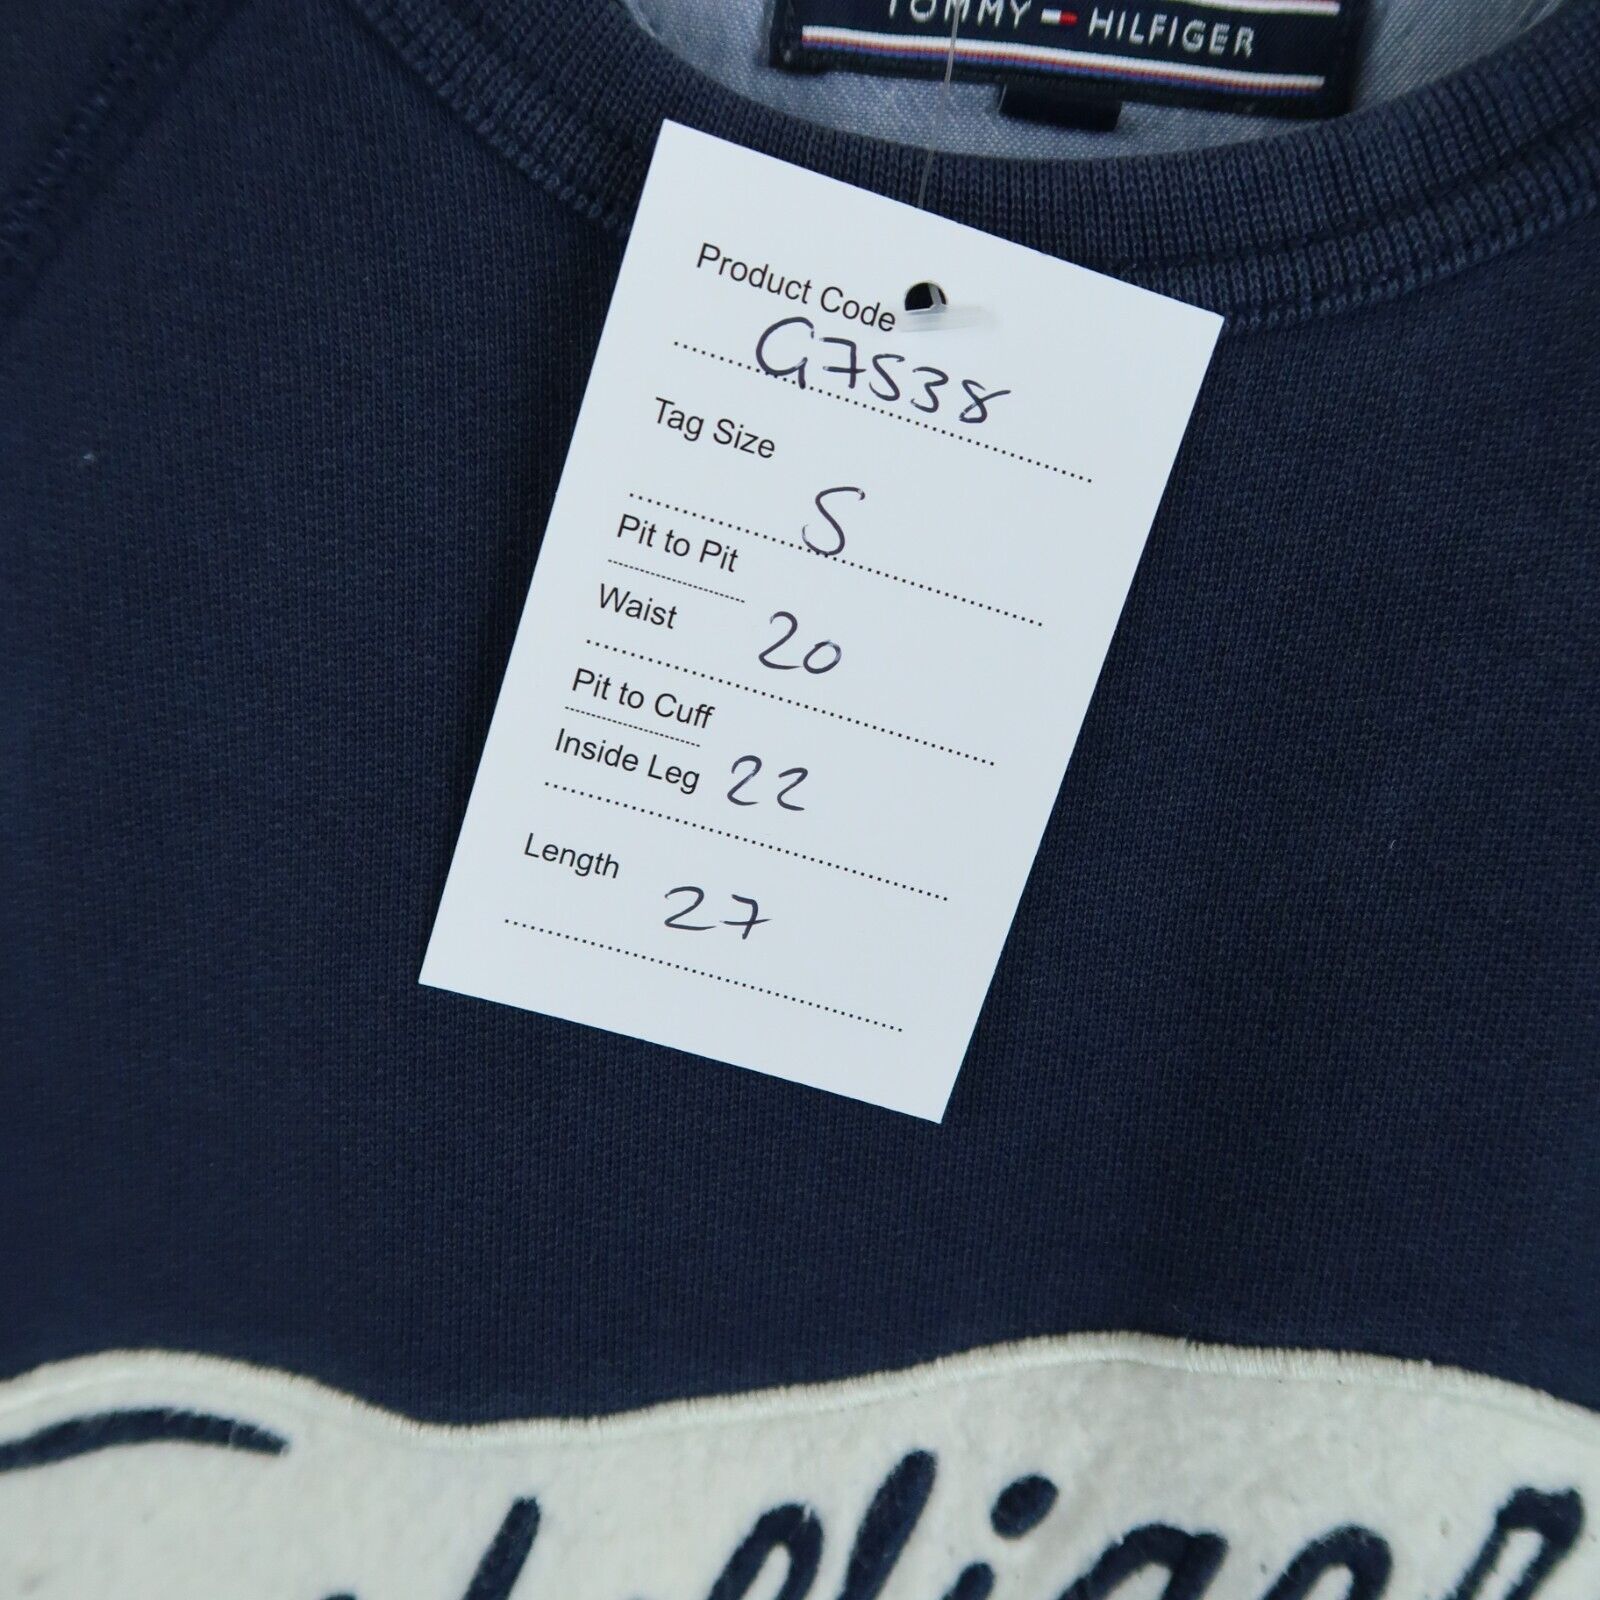 TOMMY HILFIGER
Product Code
G7538
Tag Size
S
Pit to Pit
Waist
20
Pit to Cuff
Inside Leg 22
Length
27